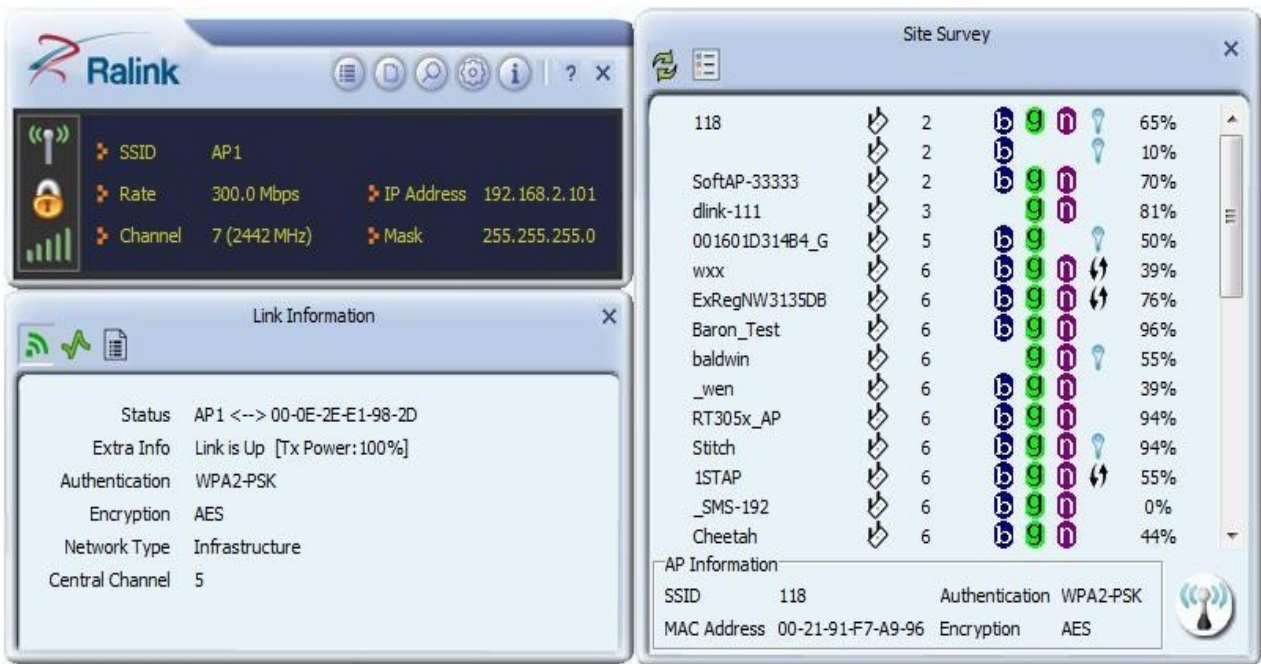 Ralink
? ×
SSID AP1
Rate 300.0 Mbps IP Address 192.168.2.101
Channel 7 (2442 MHz) Mask 255.255.255.0
Link Information
Status AP1 <--> 00-0E-2E-E1-98-2D
Extra Info Link is Up [Tx Power:100%]
Authentication WPA2-PSK
Encryption AES
Network Type Infrastructure
Central Channel 5
Site Survey
118 2 b g n 65%
2 b 10%
SoftAP-33333 2 b g n 70%
dlink-111 3 g n 81%
001601D314B4_G 5 b g 50%
wxx 6 b g n 39%
ExRegNW3135DB 6 b g n 76%
Baron_Test 6 b g n 96%
baldwin 6 g n 55%
_wen 6 b g n 39%
RT305x_AP 6 b g n 94%
Stitch 6 b g n 94%
1STAP 6 b g n 55%
_SMS-192 6 b g n 0%
Cheetah 6 b g n 44%
AP Information
SSID 118 Authentication WPA2-PSK
MAC Address 00-21-91-F7-A9-96 Encryption AES